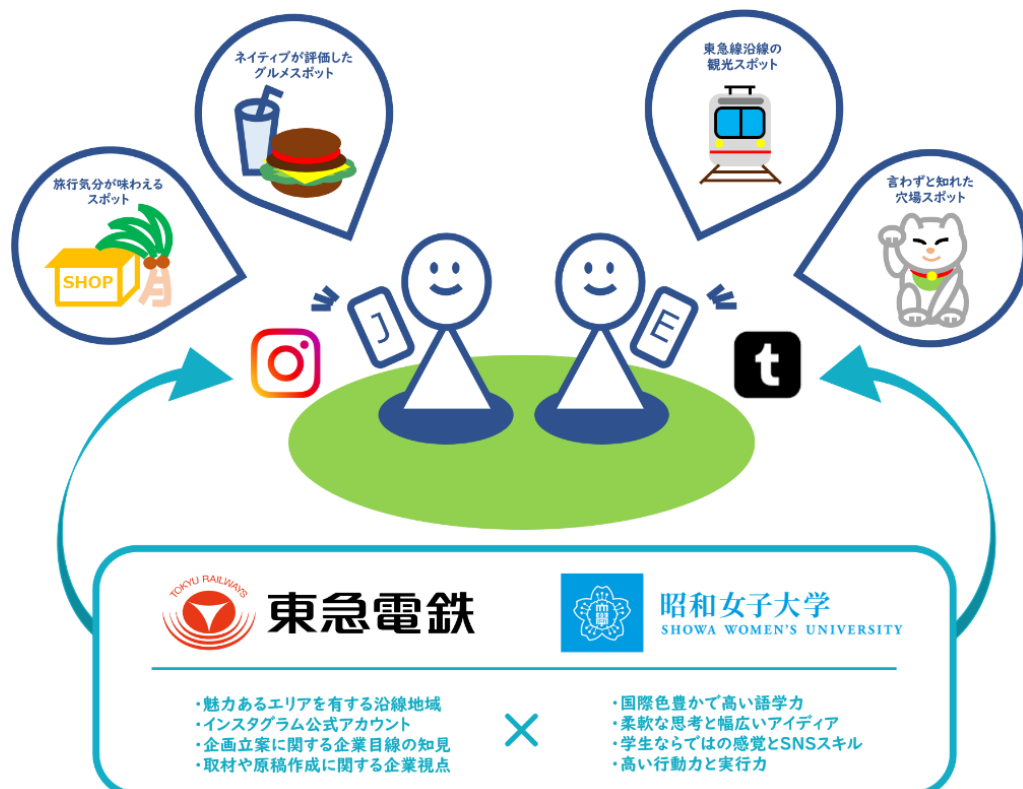 ネイティブが評価した
グルメスポット
東急線沿線の
観光スポット
旅行気分が味わえる
スポット
言わずと知れた
穴場スポット
SHOP
J
E
t
TOKYU RAILWAYS
東急電鉄
昭和女子大学
SHOWA WOMEN'S UNIVERSITY
・魅力あるエリアを有する沿線地域
・インスタグラム公式アカウント
・企画立案に関する企業目線の知見
・取材や原稿作成に関する企業視点
×
・国際色豊かで高い語学力
・柔軟な思考と幅広いアイディア
・学生ならではの感覚とSNSスキル
・高い行動力と実行力